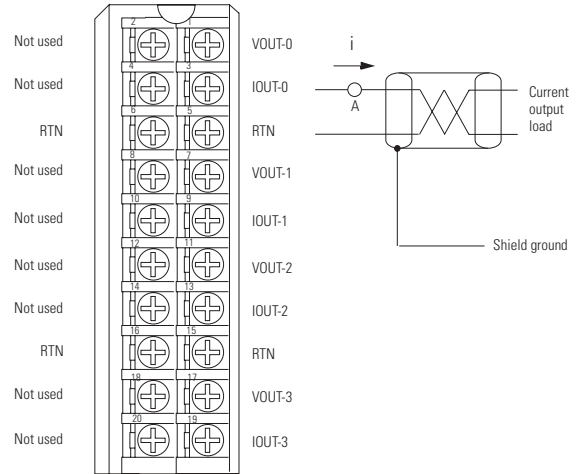 2 1
Not used VOUT-0
4 3
Not used IOUT-0
6 5
RTN RTN
8 7
Not used VOUT-1
10 9
Not used IOUT-1
12 11
Not used VOUT-2
14 13
Not used IOUT-2
16 15
RTN RTN
18 17
Not used VOUT-3
20 19
Not used IOUT-3
i
A
Current
output
load
Shield ground